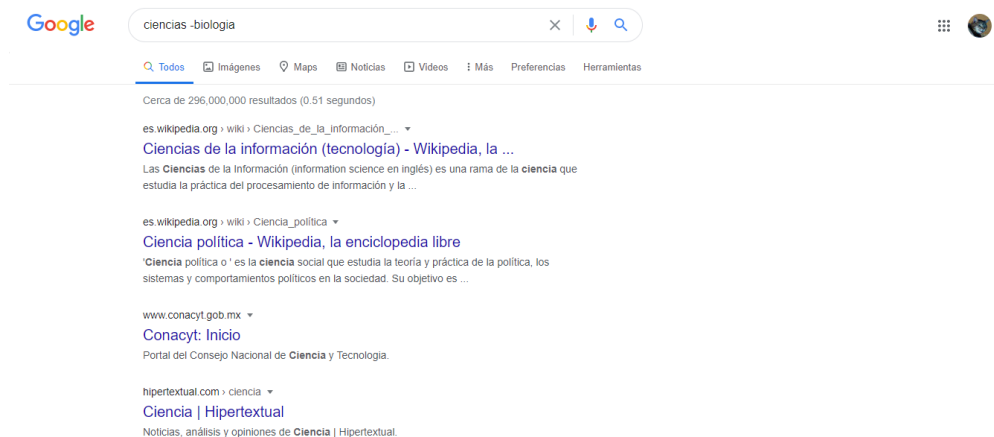 Google
ciencias -biologia
Todos Imágenes Maps Noticias Videos Más Preferencias Herramientas
Cerca de 296,000,000 resultados (0.51 segundos)
es.wikipedia.org › wiki › Ciencias_de_la_información_...
Ciencias de la información (tecnología) - Wikipedia, la ...
Las Ciencias de la Información (information science en inglés) es una rama de la ciencia que
estudia la práctica del procesamiento de información y la ...
es.wikipedia.org › wiki › Ciencia_política
Ciencia política - Wikipedia, la enciclopedia libre
'Ciencia política o ' es la ciencia social que estudia la teoría y práctica de la política, los
sistemas y comportamientos políticos en la sociedad. Su objetivo es ...
www.conacyt.gob.mx
Conacyt: Inicio
Portal del Consejo Nacional de Ciencia y Tecnologia.
hipertextual.com › ciencia
Ciencia | Hipertextual
Noticias, análisis y opiniones de Ciencia | Hipertextual.